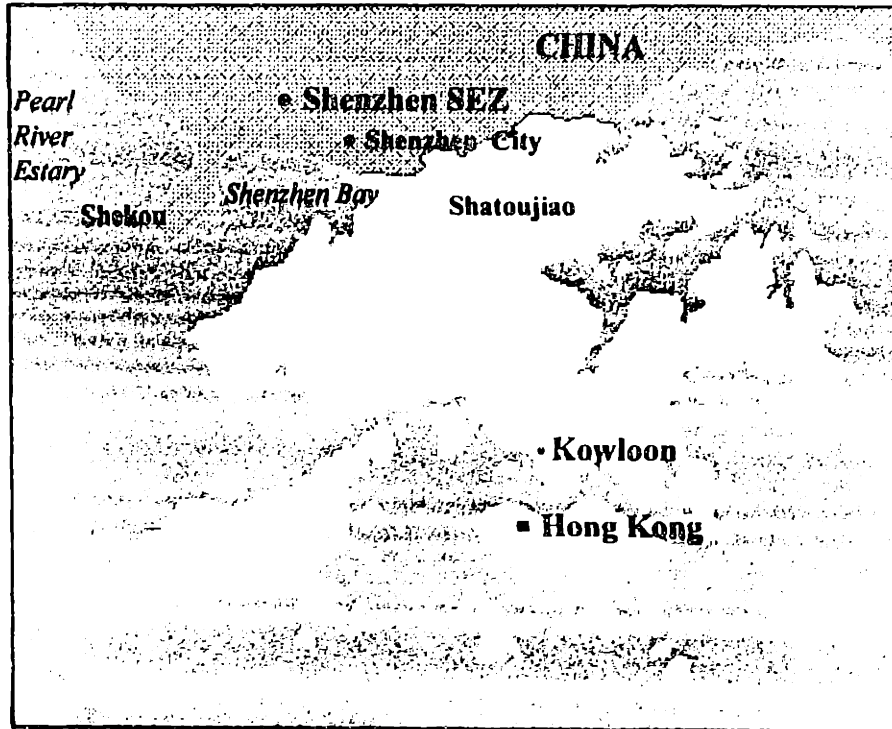 CHINA
Pearl
River
Estary
Shenzhen SEZ
Shenzhen City
Shenzhen Bay
Shekou
Shatoujiao
Kowloon
Hong Kong